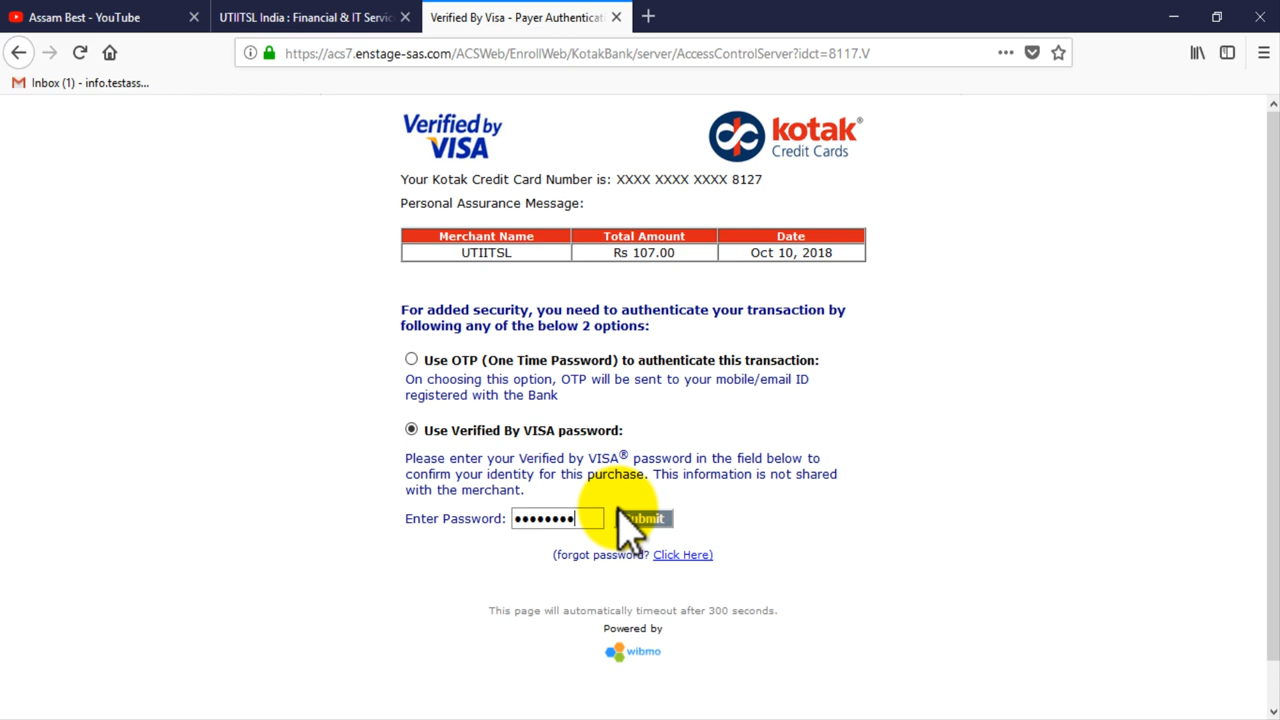 Assam Best - YouTube
UTIITSL India : Financial & IT Servic
Verified By Visa - Payer Authenticat
https://acs7.enstage-sas.com/ACSWeb/EnrollWeb/KotakBank/server/AccessControlServer?idct=8117.V
Inbox (1) - info.testass...
Verified by
VISA
kotak®
Credit Cards
Your Kotak Credit Card Number is: XXXX XXXX XXXX 8127
Personal Assurance Message:
Merchant Name Total Amount Date
UTIITSL Rs 107.00 Oct 10, 2018
For added security, you need to authenticate your transaction by
following any of the below 2 options:
Use OTP (One Time Password) to authenticate this transaction:
On choosing this option, OTP will be sent to your mobile/email ID
registered with the Bank
Use Verified By VISA password:
Please enter your Verified by VISA® password in the field below to
confirm your identity for this purchase. This information is not shared
with the merchant.
Enter Password: •••••••• Submit
(forgot password? Click Here)
This page will automatically timeout after 300 seconds.
Powered by
wibmo